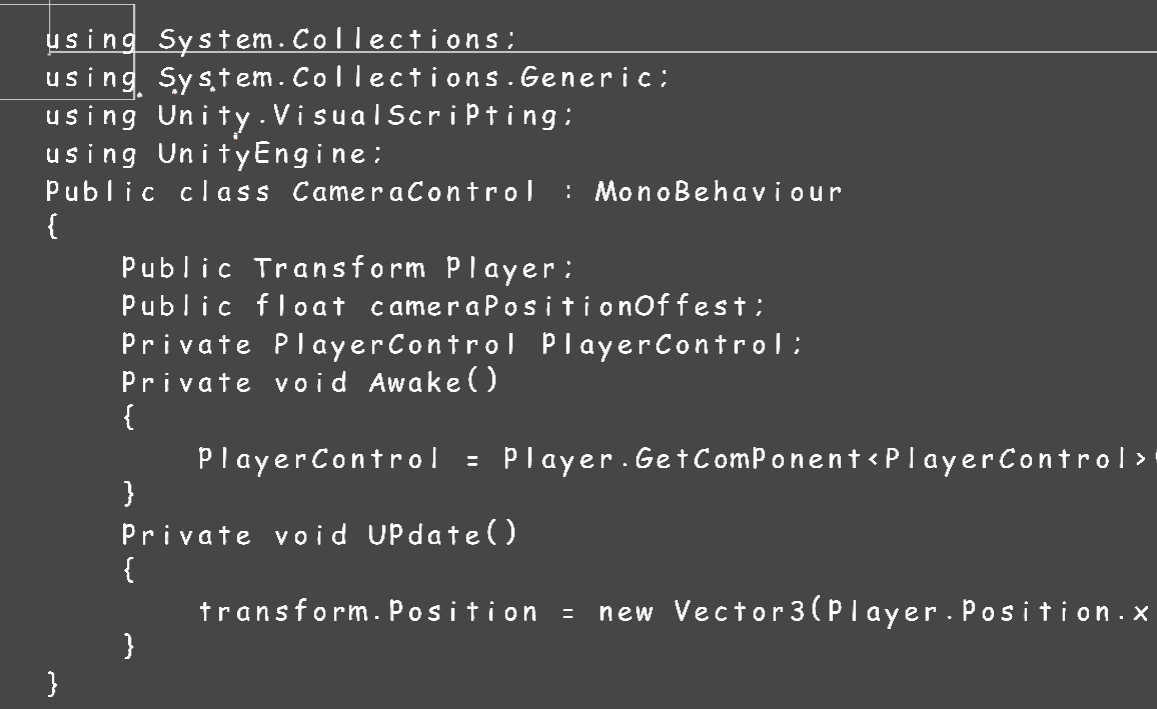 using System.Collections;
using System.Collections.Generic;
using Unity.VisualScripting;
using UnityEngine;
public class CameraControl : MonoBehaviour
{
public Transform player;
public float cameraPositionOffest;
private PlayerControl playerControl;
private void Awake()
{
playerControl = player.GetComponent<PlayerControl>
}
private void Update()
{
transform.position = new Vector3(player.position.x
}
}